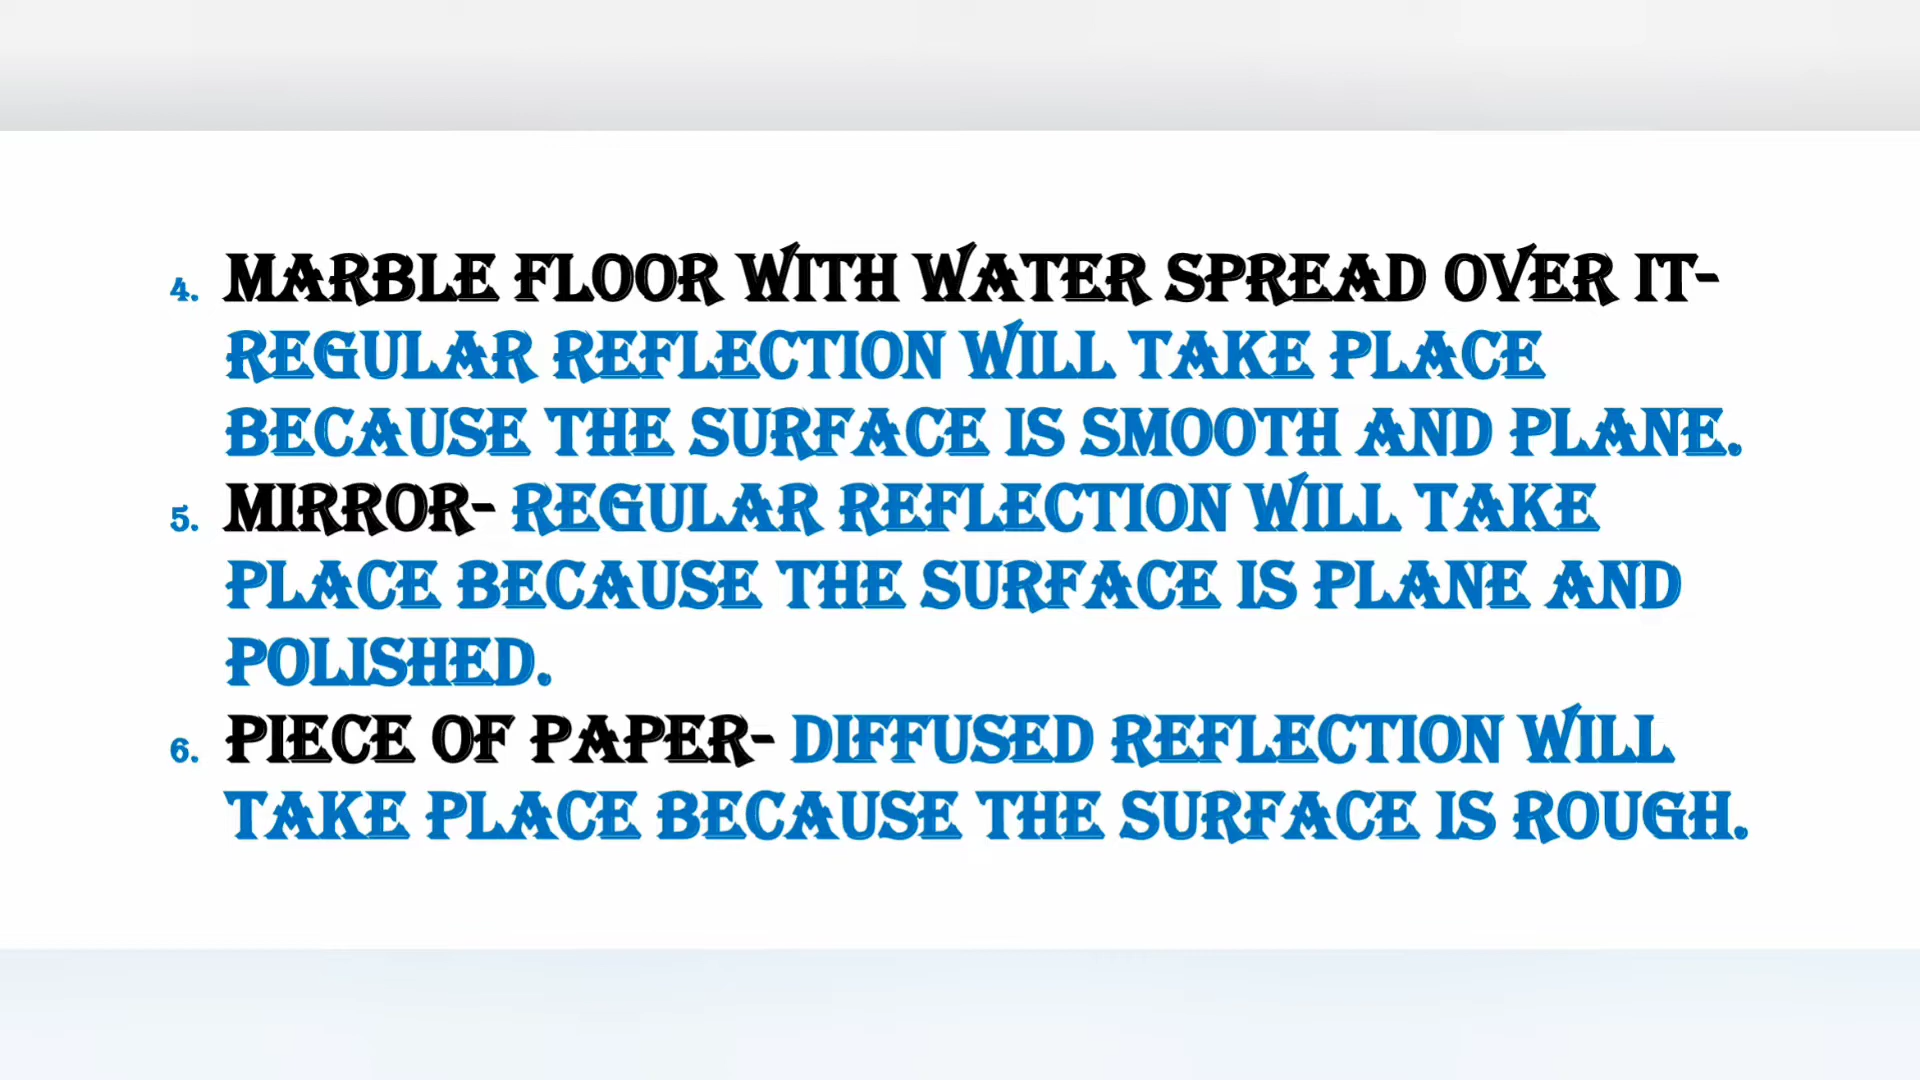 4. MARBLE FLOOR WITH WATER SPREAD OVER IT-
REGULAR REFLECTION WILL TAKE PLACE
BECAUSE THE SURFACE IS SMOOTH AND PLANE.
5. MIRROR- REGULAR REFLECTION WILL TAKE
PLACE BECAUSE THE SURFACE IS PLANE AND
POLISHED.
6. PIECE OF PAPER- DIFFUSED REFLECTION WILL
TAKE PLACE BECAUSE THE SURFACE IS ROUGH.